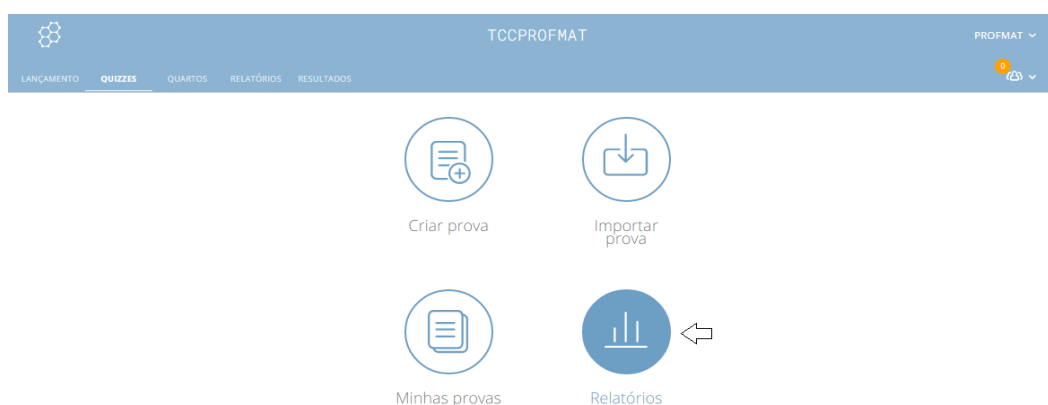 TCCPROFMAT
PROFMAT
LANÇAMENTO QUIZZES QUARTOS RELATÓRIOS RESULTADOS
0
Criar prova
Importar
prova
Minhas provas
Relatórios